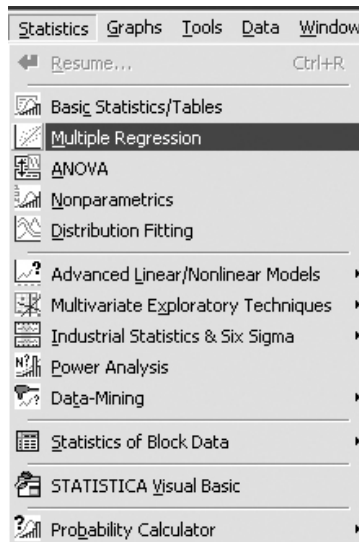 Statistics Graphs Tools Data Window
Resume... Ctrl+R
Basic Statistics/Tables
Multiple Regression
ANOVA
Nonparametrics
Distribution Fitting
Advanced Linear/Nonlinear Models
Multivariate Exploratory Techniques
Industrial Statistics & Six Sigma
Power Analysis
Data-Mining
Statistics of Block Data
STATISTICA Visual Basic
Probability Calculator